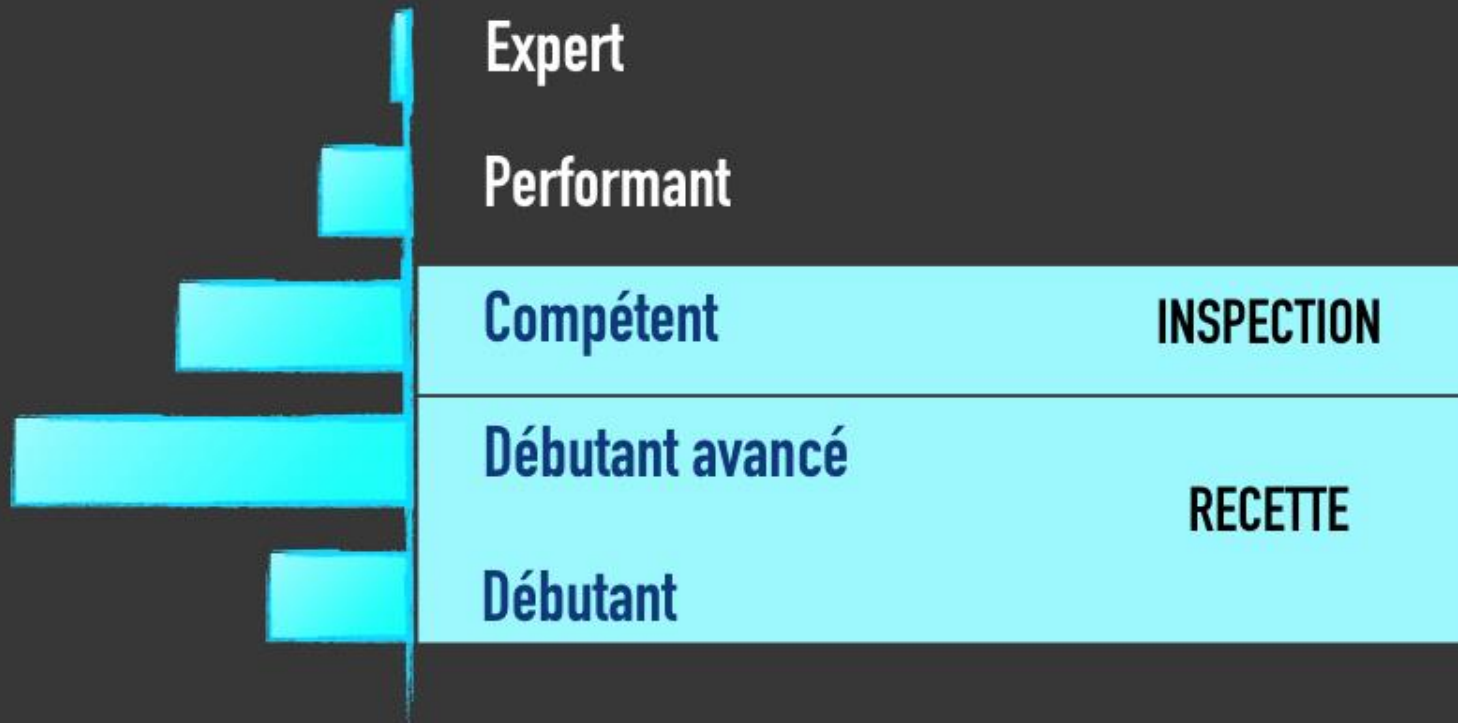 Expert
Performant
Compétent
INSPECTION
Débutant avancé
RECETTE
Débutant